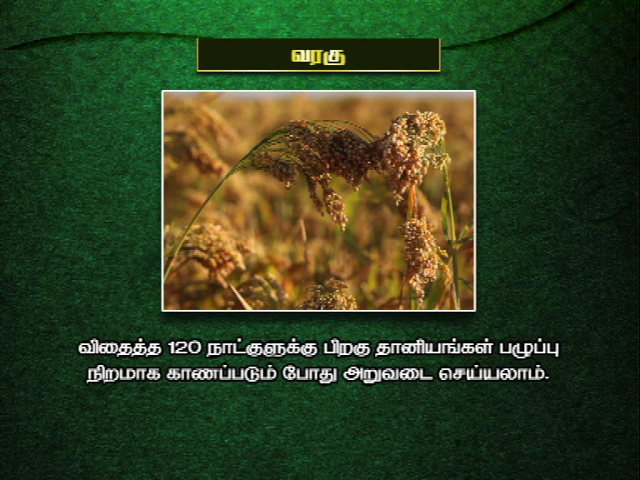 வரகு
விதைத்த 120 நாட்களுக்கு பிறகு தானியங்கள் பழுப்பு
நிறமாக காணப்படும் போது அறுவடை செய்யலாம்.